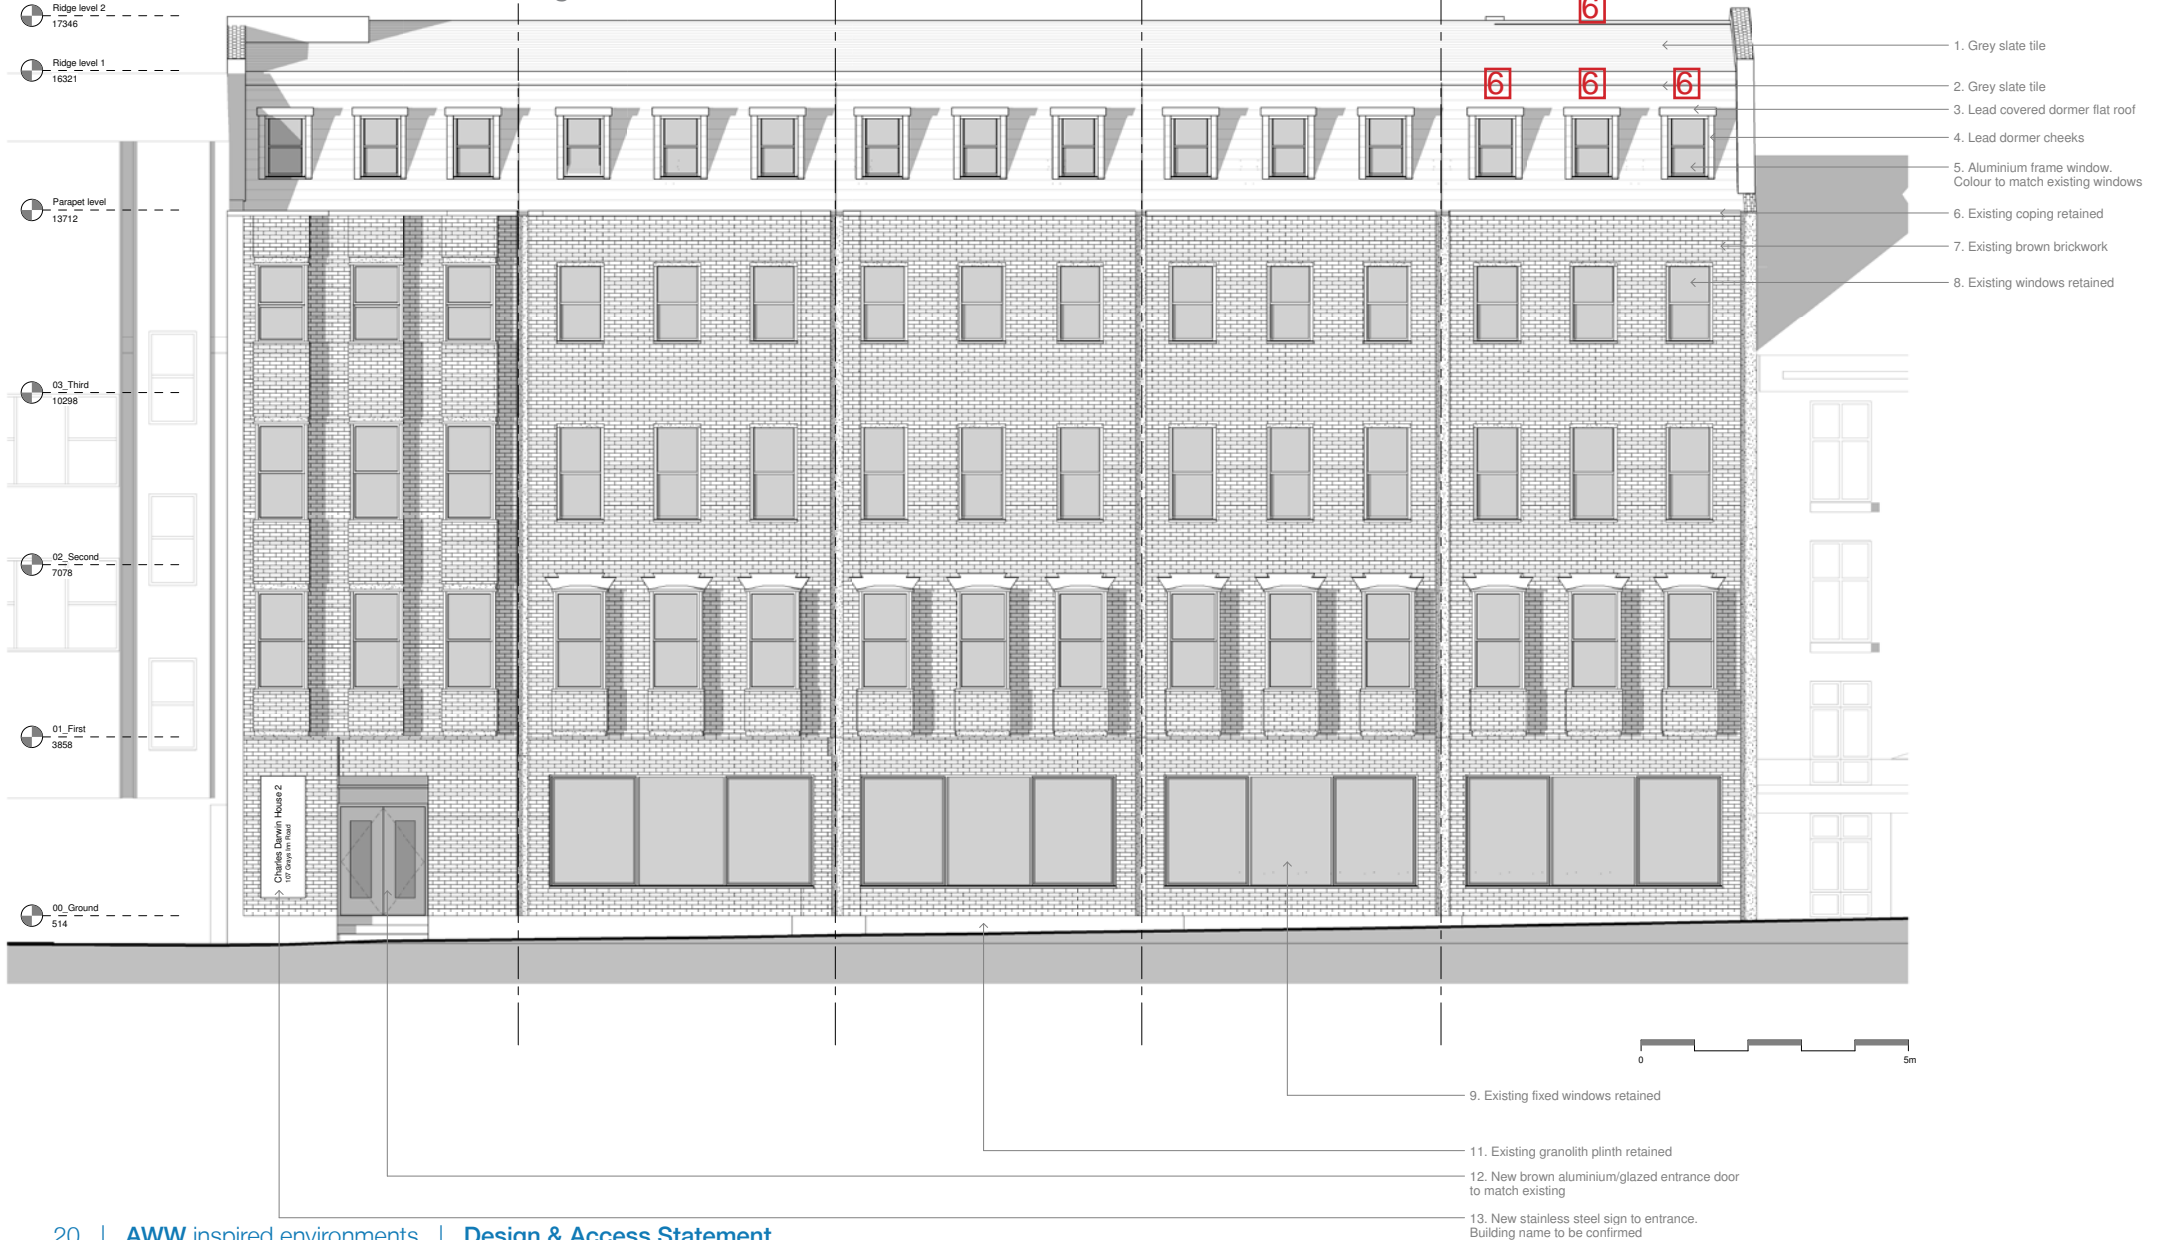 Ridge level 2
17346
6
Ridge level 1
16321
6 6 6
1. Grey slate tile
2. Grey slate tile
3. Lead covered dormer flat roof
4. Lead dormer cheeks
5. Aluminium frame window.
Colour to match existing windows
Parapet level
13712
6. Existing coping retained
7. Existing brown brickwork
8. Existing windows retained
03_Third
10298
02_Second
7078
01_First
3858
Charles Darwin House 2
107 Grays Inn Road
00_Ground
514
0 5m
9. Existing fixed windows retained
11. Existing granolith plinth retained
12. New brown aluminium/glazed entrance door
to match existing
13. New stainless steel sign to entrance.
Building name to be confirmed
20 | AWW inspired environments | Design & Access Statement